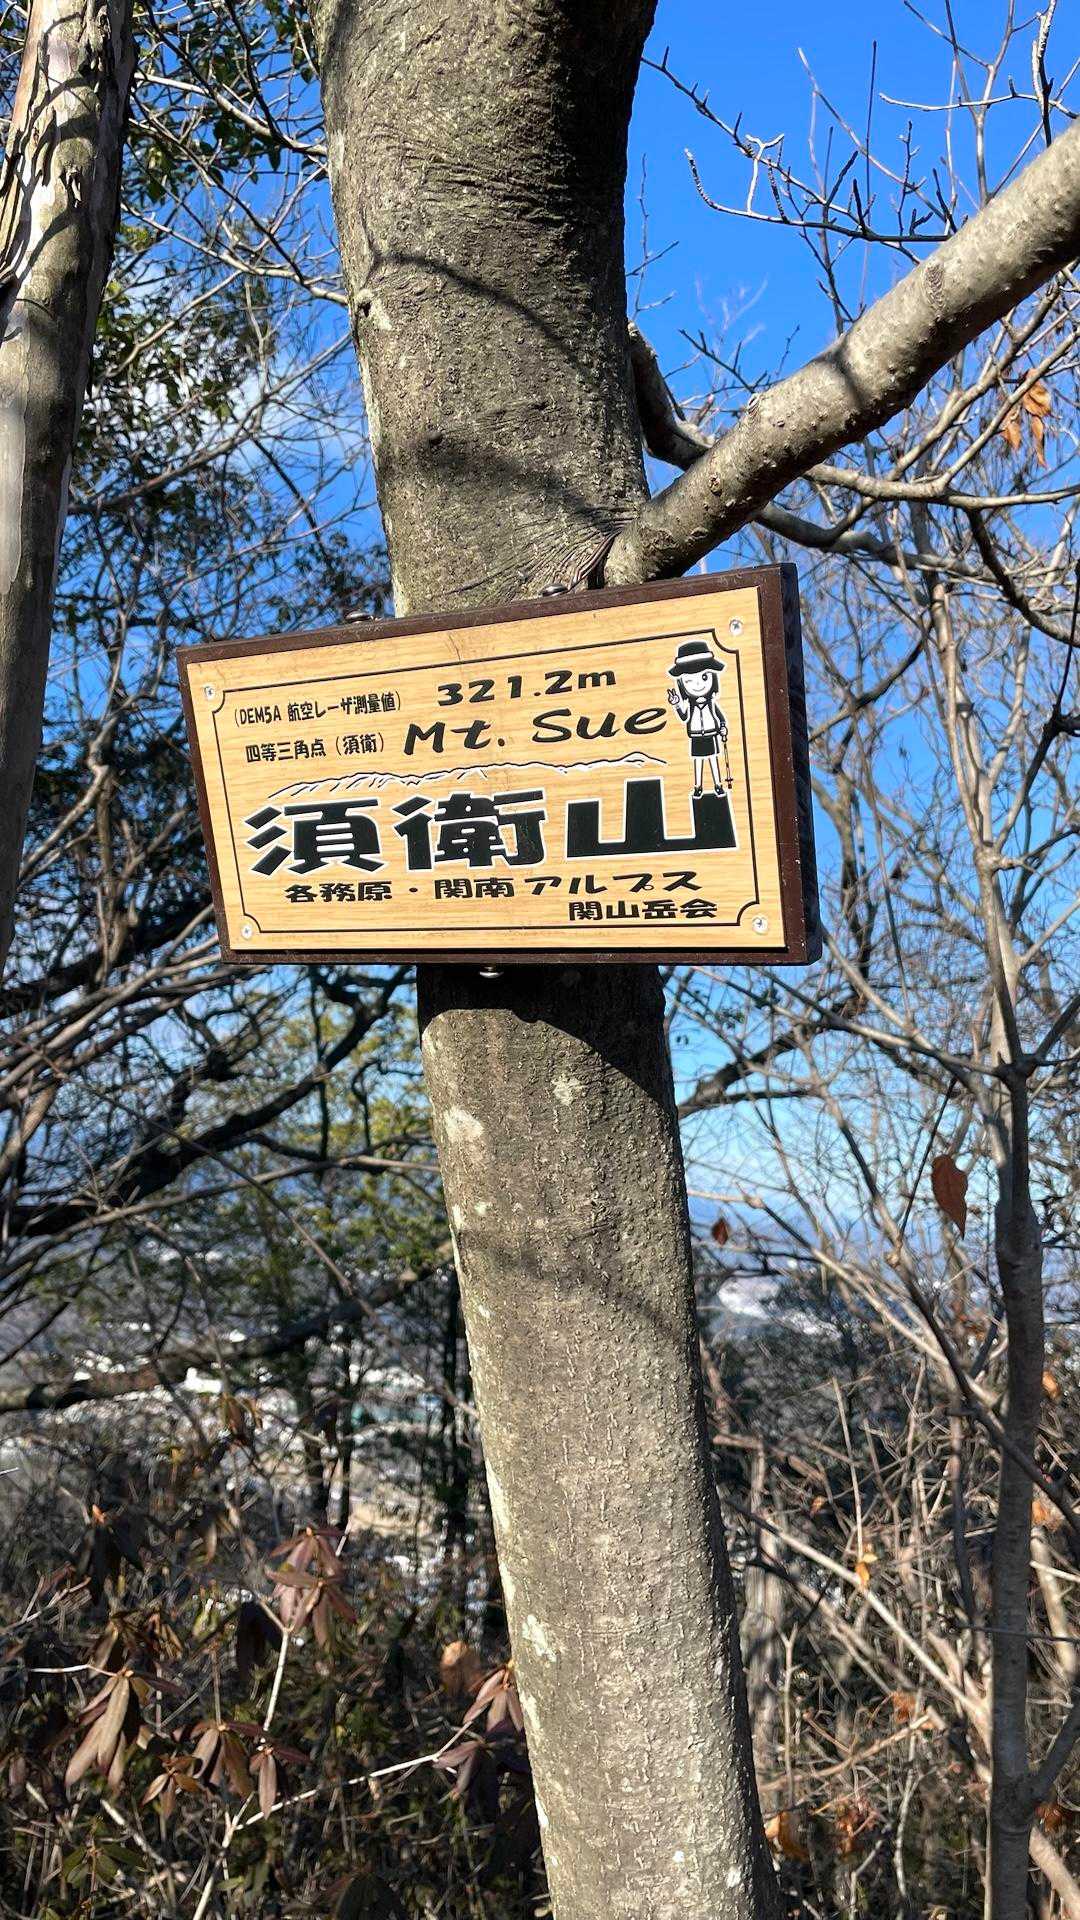 (DEM5A 航空レーザ測量値) 321.2m
四等三角点（須衛） Mt. Sue
須衛山
各務原・関南アルプス
関山岳会